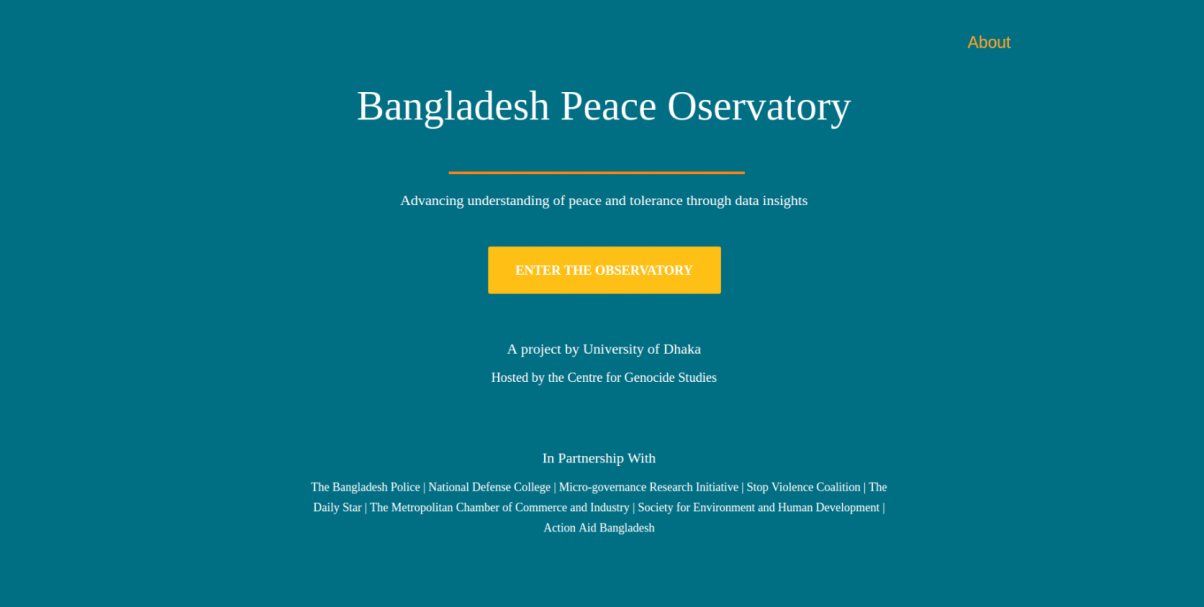 About
Bangladesh Peace Oservatory
Advancing understanding of peace and tolerance through data insights
ENTER THE OBSERVATORY
A project by University of Dhaka
Hosted by the Centre for Genocide Studies
In Partnership With
The Bangladesh Police | National Defense College | Micro-governance Research Initiative | Stop Violence Coalition | The
Daily Star | The Metropolitan Chamber of Commerce and Industry | Society for Environment and Human Development |
Action Aid Bangladesh